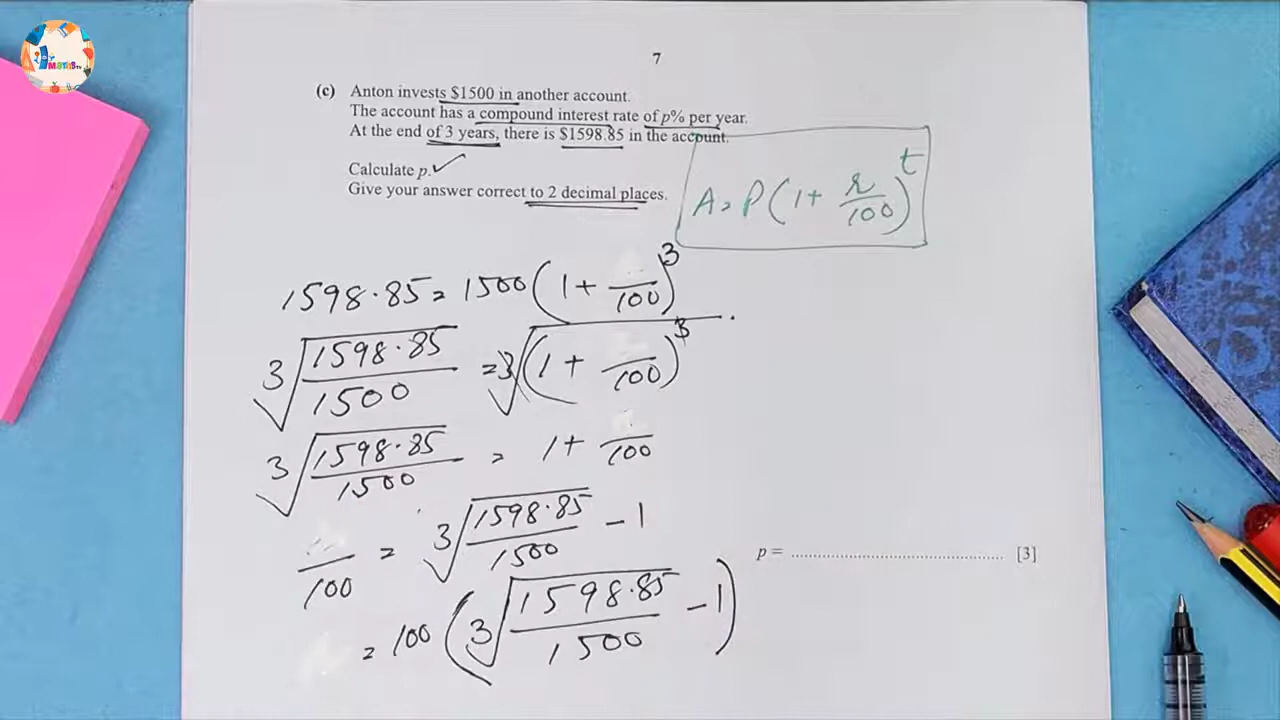 7
(c) Anton invests $1500 in another account.
The account has a compound interest rate of p% per year.
At the end of 3 years, there is $1598.85 in the account.
Calculate p.
Give your answer correct to 2 decimal places.
A = P(1 + r/100)^t
1598.85 = 1500(1 + /100)^3
3√(1598.85/1500) = 3√(1 + /100)^3
3√(1598.85/1500) = 1 + /100
/100 = 3√(1598.85/1500) - 1
= 100(3√(1598.85/1500) - 1)
p = ........................................ [3]